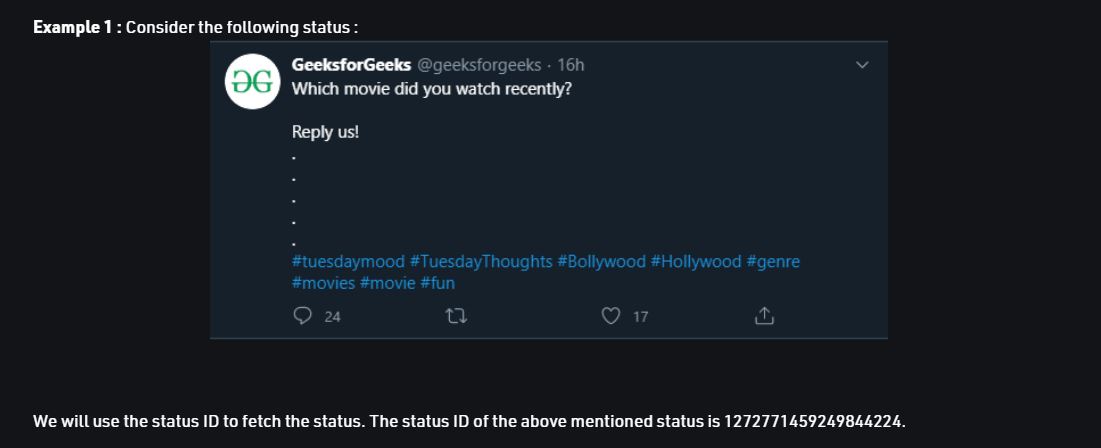 Example 1 : Consider the following status :
GeeksforGeeks @geeksforgeeks · 16h
Which movie did you watch recently?
Reply us!
.
.
.
.
.
#tuesdaymood #TuesdayThoughts #Bollywood #Hollywood #genre
#movies #movie #fun
24 17
We will use the status ID to fetch the status. The status ID of the above mentioned status is 1272771459249844224.